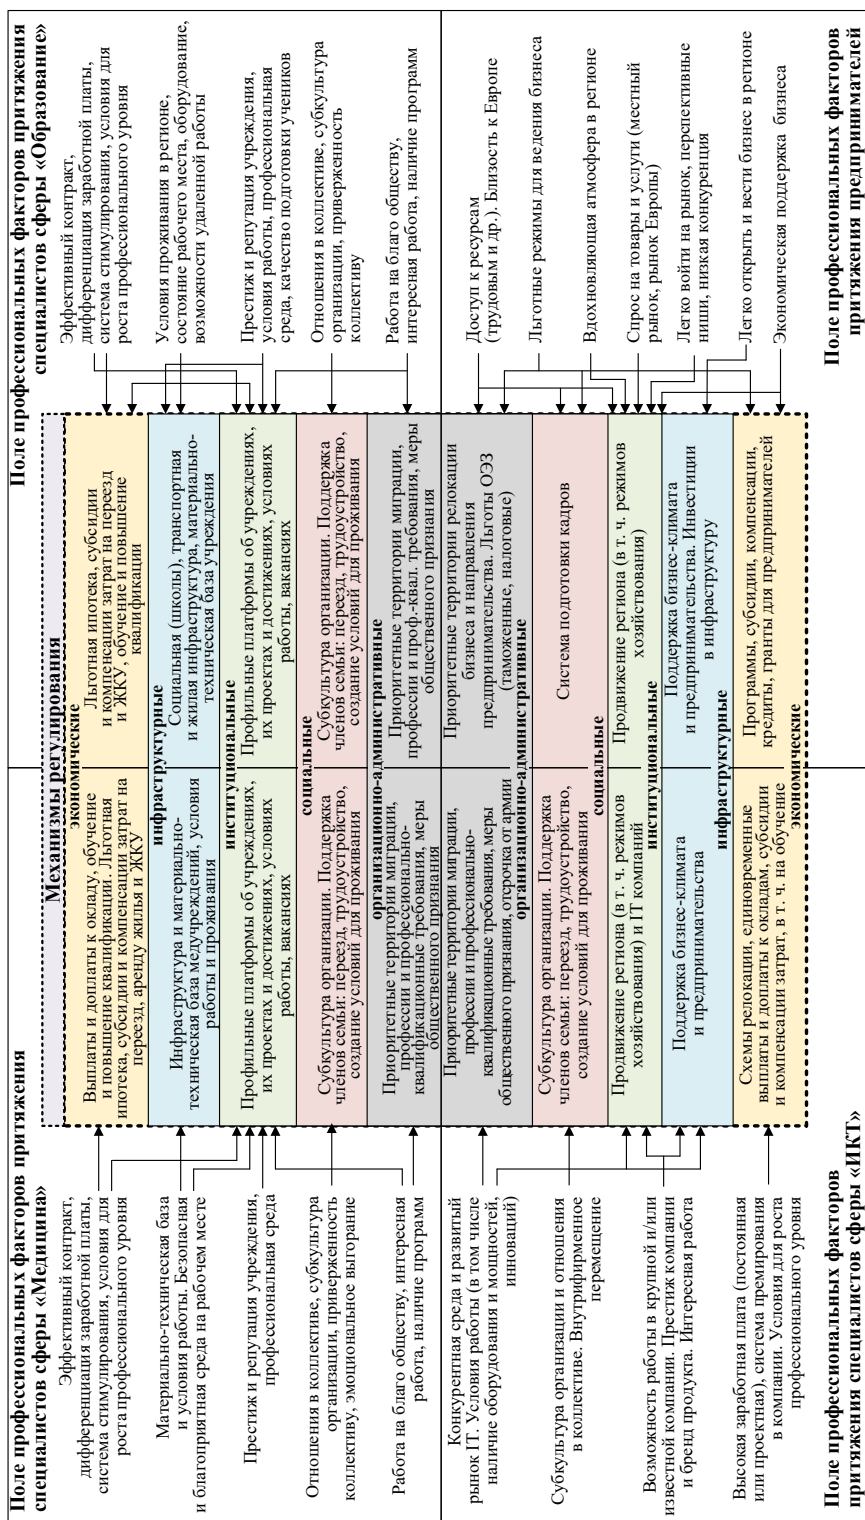 Поле профессиональных факторов притяжения
специалистов сферы «Медицина»
Эффективный контракт,
дифференциация заработной платы,
система стимулирования, условия для
роста профессионального уровня
Материально-техническая база
и условия работы. Безопасная
и благоприятная среда на рабочем месте
Престиж и репутация учреждения,
профессиональная среда
Отношения в коллективе, субкультура
организации, приверженность
коллективу, эмоциональное выгорание
Работа на благо обществу, интересная
работа, наличие программ
Механизмы регулирования
экономические
Выплаты и доплаты к окладу, обучение
и повышение квалификации. Льготная
ипотека, субсидии и компенсации затрат на
переезд, аренду жилья и ЖКУ
Льготная ипотека, субсидии
и компенсации затрат на переезд
и ЖКУ, обучение и повышение
квалификации
инфраструктурные
Инфраструктура и материально-
техническая база медучреждений, условия
работы и проживания
Социальная (школы), транспортная
и жилая инфраструктура, материально-
техническая база учреждения
институциональные
Профильные платформы об учреждениях,
их проектах и достижениях, условиях
работы, вакансиях
Профильные платформы об учреждениях,
их проектах и достижениях, условиях
работы, вакансиях
социальные
Субкультура организации. Поддержка
членов семьи: переезд, трудоустройство,
создание условий для проживания
Субкультура организации. Поддержка
членов семьи: переезд, трудоустройство,
создание условий для проживания
организационно-административные
Приоритетные территории миграции,
профессии и профессионально-
квалификационные требования, меры
общественного признания
Приоритетные территории миграции,
профессии и проф.-квал. требования, меры
общественного признания
Поле профессиональных факторов притяжения
специалистов сферы «Образование»
Эффективный контракт,
дифференциация заработной платы,
система стимулирования, условия для
роста профессионального уровня
Условия проживания в регионе,
состояние рабочего места, оборудование,
возможности удаленной работы
Престиж и репутация учреждения,
условия работы, профессиональная
среда, качество подготовки учеников
Отношения в коллективе, субкультура
организации, приверженность
коллективу
Работа на благо обществу,
интересная работа, наличие программ
Конкурентная среда и развитый
рынок IT. Условия работы (в том числе
наличие оборудования и мощностей,
инноваций)
Субкультура организации и отношения
в коллективе. Внутрифирменное
перемещение
Возможность работы в крупной и/или
известной компании. Престиж компании
и бренд продукта. Интересная работа
Высокая заработная плата (постоянная
или проектная), система премирования
в компании. Условия для роста
профессионального уровня
Поле профессиональных факторов
притяжения специалистов сферы «ИКТ»
Приоритетные территории миграции,
профессии и профессионально-
квалификационные требования, меры
общественного признания, отсрочка от армии
Приоритетные территории релокации
бизнеса и направления
предпринимательства. Льготы ОЭЗ
(таможенные, налоговые)
организационно-административные
Субкультура организации. Поддержка
членов семьи: переезд, трудоустройство,
создание условий для проживания
Система подготовки кадров
социальные
Продвижение региона (в т. ч. режимов
хозяйствования) и IT компаний
Продвижение региона (в т. ч. режимов
хозяйствования)
институциональные
Поддержка бизнес-климата
и предпринимательства
Поддержка бизнес-климата
и предпринимательства. Инвестиции
в инфраструктуру
инфраструктурные
Схемы релокации, единовременные
выплаты и доплаты к окладам, субсидии
и компенсации затрат, в т. ч. на обучение
Программы, субсидии, компенсации,
кредиты, гранты для предпринимателей
экономические
Доступ к ресурсам
(трудовым и др.). Близость к Европе
Льготные режимы для ведения бизнеса
Вдохновляющая атмосфера в регионе
Спрос на товары и услуги (местный
рынок, рынок Европы)
Легко войти на рынок, перспективные
ниши, низкая конкуренция
Легко открыть и вести бизнес в регионе
Экономическая поддержка бизнеса
Поле профессиональных факторов
притяжения предпринимателей